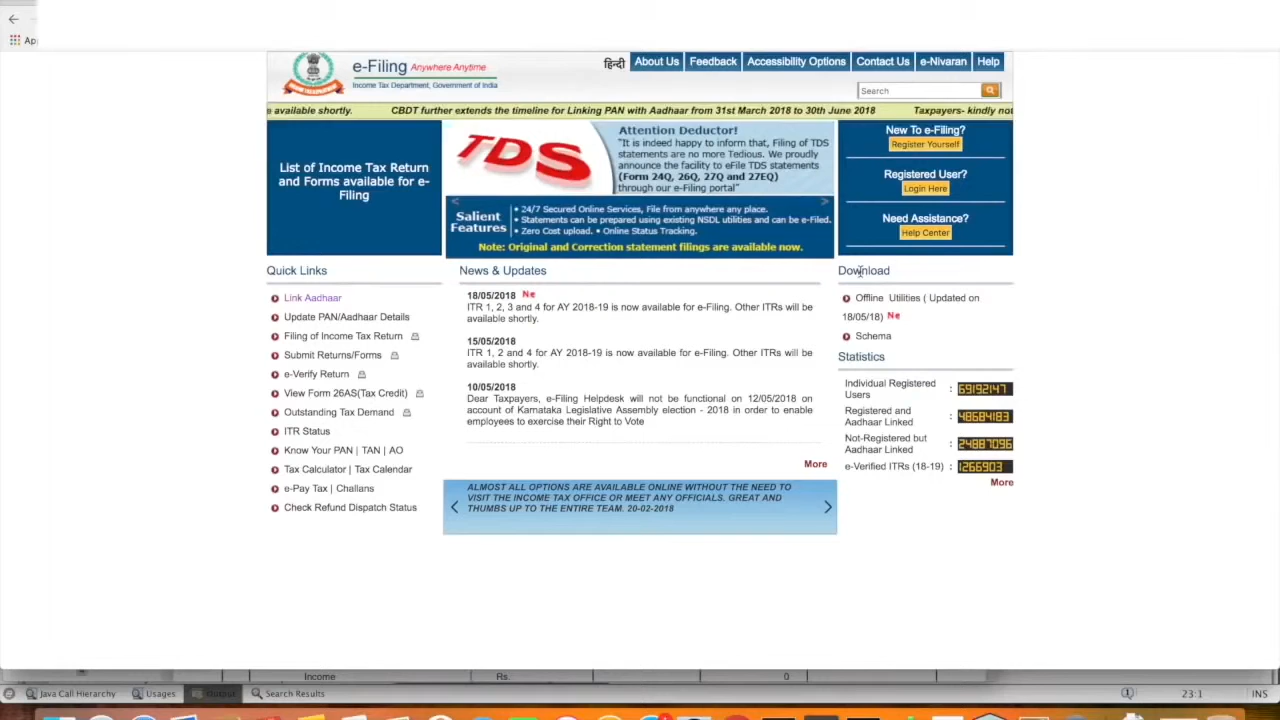 Ap
e-Filing Anywhere Anytime
Income Tax Department, Government of India
हिन्दी About Us Feedback Accessibility Options Contact Us e-Nivaran Help
Search
e available shortly. CBDT further extends the timeline for Linking PAN with Aadhaar from 31st March 2018 to 30th June 2018 Taxpayers- kindly not
List of Income Tax Return
and Forms available for e-
Filing
TDS
Attention Deductor!
"It is indeed happy to inform that, Filing of TDS
statements are no more Tedious. We proudly
announce the facility to eFile TDS statements
(Form 24Q, 26Q, 27Q and 27EQ)
through our e-Filing portal"
Salient
Features
• 24/7 Secured Online Services, File from anywhere any place.
• Statements can be prepared using existing NSDL utilities and can be e-Filed.
• Zero Cost upload. • Online Status Tracking.
Note: Original and Correction statement filings are available now.
New To e-Filing?
Register Yourself
Registered User?
Login Here
Need Assistance?
Help Center
Quick Links
Link Aadhaar
Update PAN/Aadhaar Details
Filing of Income Tax Return
Submit Returns/Forms
e-Verify Return
View Form 26AS(Tax Credit)
Outstanding Tax Demand
ITR Status
Know Your PAN | TAN | AO
Tax Calculator | Tax Calendar
e-Pay Tax | Challans
Check Refund Dispatch Status
News & Updates
18/05/2018 Ne
ITR 1, 2, 3 and 4 for AY 2018-19 is now available for e-Filing. Other ITRs will be
available shortly.
15/05/2018
ITR 1, 2 and 4 for AY 2018-19 is now available for e-Filing. Other ITRs will be
available shortly.
10/05/2018
Dear Taxpayers, e-Filing Helpdesk will not be functional on 12/05/2018 on
account of Karnataka Legislative Assembly election - 2018 in order to enable
employees to exercise their Right to Vote
More
ALMOST ALL OPTIONS ARE AVAILABLE ONLINE WITHOUT THE NEED TO
VISIT THE INCOME TAX OFFICE OR MEET ANY OFFICIALS. GREAT AND
THUMBS UP TO THE ENTIRE TEAM. 20-02-2018
Download
Offline Utilities ( Updated on
18/05/18) Ne
Schema
Statistics
Individual Registered
Users : 69192147
Registered and
Aadhaar Linked : 48684183
Not-Registered but
Aadhaar Linked : 24887096
e-Verified ITRs (18-19) : 1266903
More
Income Rs. 0
Java Call Hierarchy Usages Output Search Results 23:1 INS